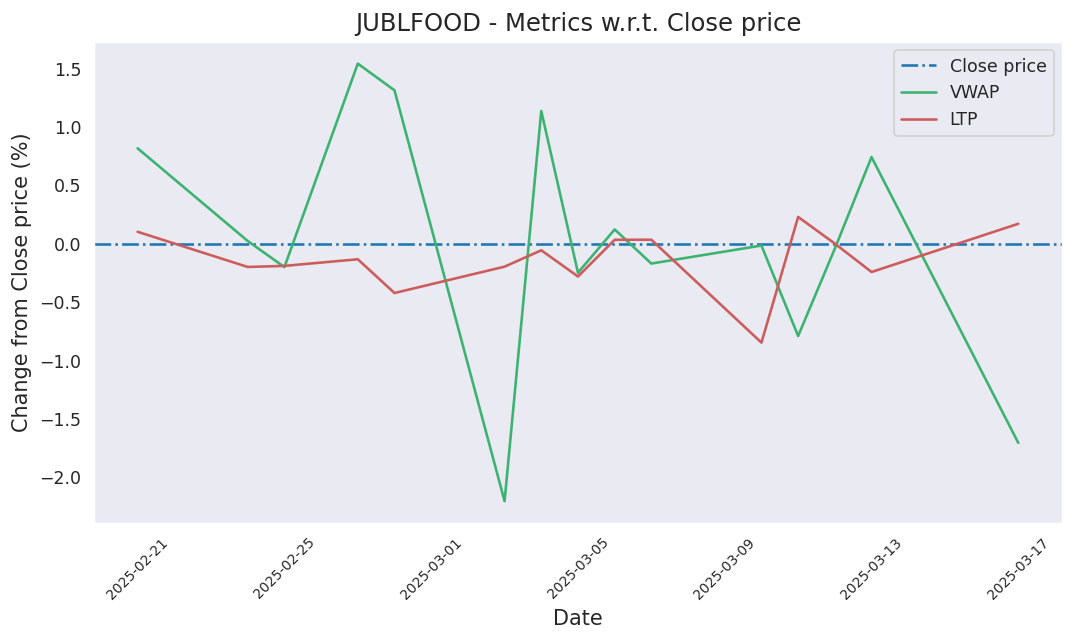 JUBLFOOD - Metrics w.r.t. Close price
Close price
VWAP
LTP
Change from Close price (%)
1.5
1.0
0.5
0.0
−0.5
−1.0
−1.5
−2.0
2025-02-21
2025-02-25
2025-03-01
2025-03-05
2025-03-09
2025-03-13
2025-03-17
Date